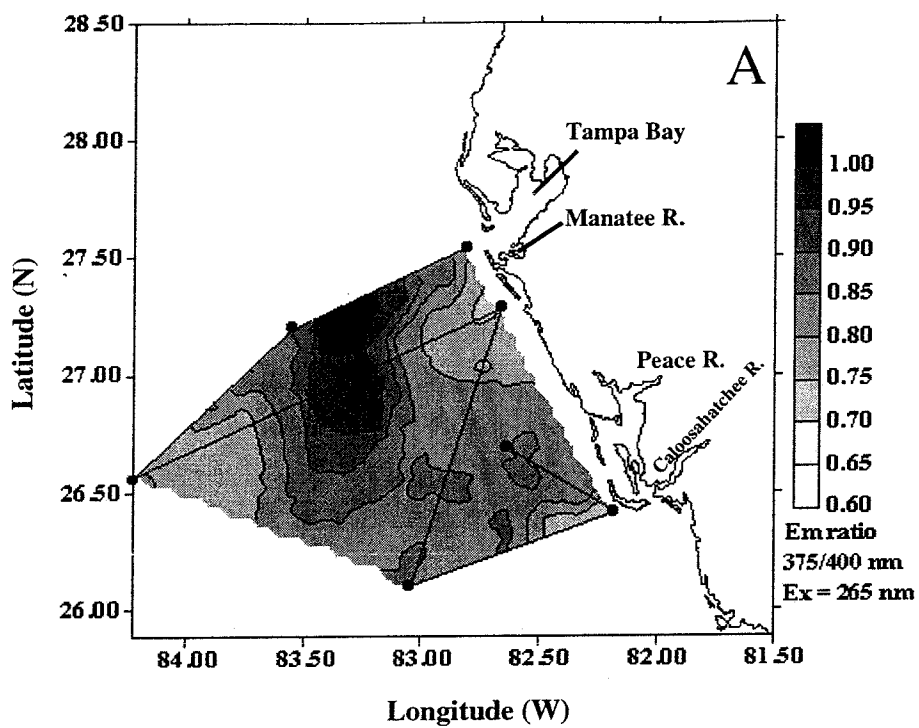 A
28.50
28.00
27.50
27.00
26.50
26.00
Latitude (N)
84.00
83.50
83.00
82.50
82.00
81.50
Longitude (W)
Tampa Bay
Manatee R.
Peace R.
Caloosahatchee R.
1.00
0.95
0.90
0.85
0.80
0.75
0.70
0.65
0.60
Em ratio
375/400 nm
Ex = 265 nm